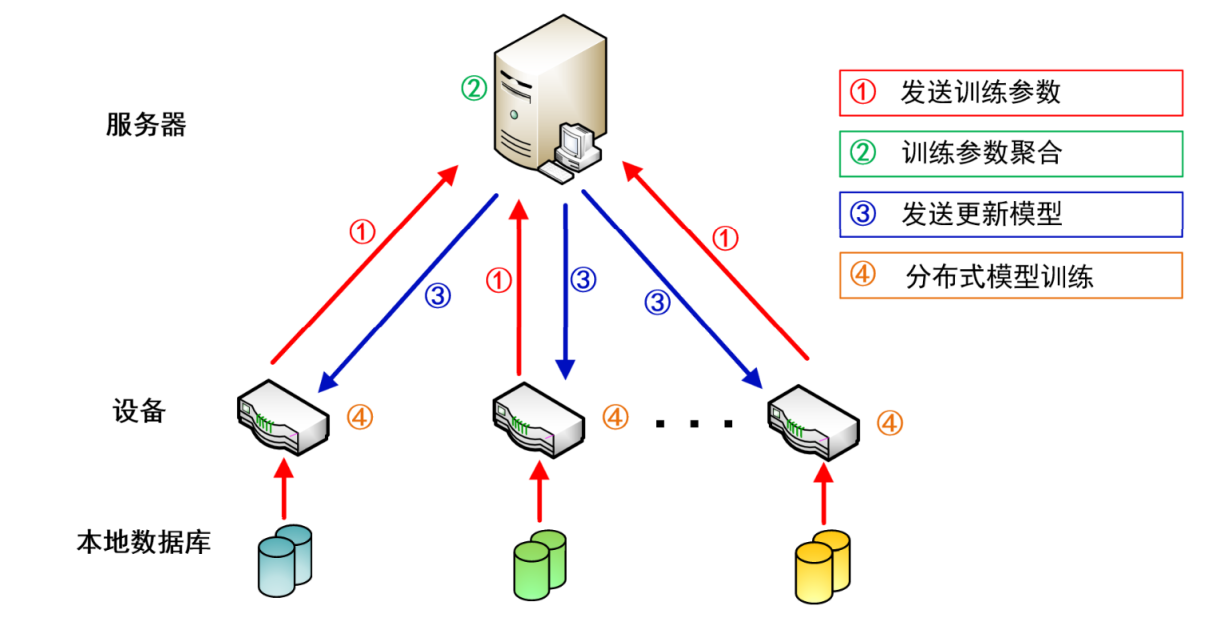 ②
服务器
① 发送训练参数
② 训练参数聚合
③ 发送更新模型
④ 分布式模型训练
①
①
③
①
③
③
设备
④
④
...
④
本地数据库